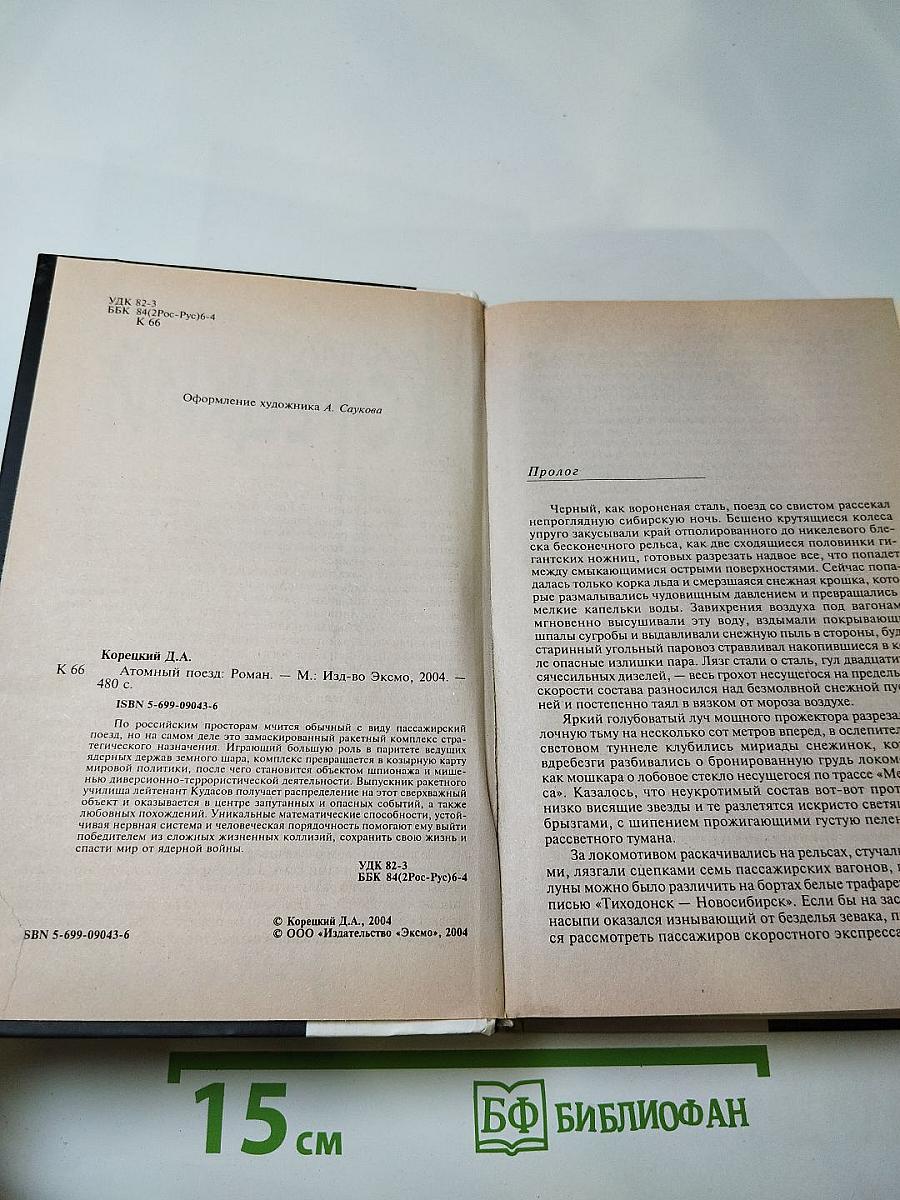 УДК 82-3
ББК 84(2Рос-Рус)6-4
К 66
Оформление художника А. Саукова
Корецкий Д.А.
К 66 Атомный поезд: Роман. — М.: Изд-во Эксмо, 2004. —
480 с.
ISBN 5-699-09043-6
По российским просторам мчится обычный с виду пассажирский
поезд, но на самом деле это замаскированный ракетный комплекс стра-
тегического назначения. Играющий большую роль в паритете ведущих
ядерных держав земного шара, комплекс превращается в козырную карту
мировой политики, после чего становится объектом шпионажа и мише-
нью диверсионно-террористической деятельности. Выпускник ракетного
училища лейтенант Кудасов получает распределение на этот сверхважный
объект и оказывается в центре запутанных и опасных событий, а также
любовных похождений. Уникальные математические способности, устой-
чивая нервная система и человеческая порядочность помогают ему выйти
победителем из сложных жизненных коллизий, сохранить свою жизнь и
спасти мир от ядерной войны.
УДК 82-3
ББК 84(2Рос-Рус)6-4
© Корецкий Д.А., 2004
SBN 5-699-09043-6 © ООО «Издательство «Эксмо», 2004
Пролог
Черный, как вороненая сталь, поезд со свистом рассекал
непроглядную сибирскую ночь. Бешено крутящиеся колеса
упруго закусывали край отполированного до никелевого бле-
ска бесконечного рельса, как две сходящиеся половинки ги-
гантских ножниц, готовых разрезать надвое все, что попадет
между смыкающимися острыми поверхностями. Сейчас попа-
далась только корка льда и смерзшаяся снежная крошка, кото
рые размалывались чудовищным давлением и превращались
мелкие капельки воды. Завихрения воздуха под вагонам
мгновенно высушивали эту воду, вздымали покрывающи
шпалы сугробы и выдавливали снежную пыль в стороны, буд
старинный угольный паровоз стравливал накопившиеся в к
ле опасные излишки пара. Лязг стали о сталь, гул двадцати
сячесильных дизелей, — весь грохот несущегося на предель
скорости состава разносился над безмолвной снежной пус
ней и постепенно таял в вязком от мороза воздухе.
Яркий голубоватый луч мощного прожектора разреза
лочную тьму на несколько сот метров вперед, в ослепител
световом туннеле клубились мириады снежинок, кот
вдребезги разбивались о бронированную грудь локом
как мошкара о лобовое стекло несущегося по трассе «Ме
са». Казалось, что неукротимый состав вот-вот прот
низко висящие звезды и те разлетятся искристо светящ
брызгами, с шипением прожигающими густую пелен
рассветного тумана.
За локомотивом раскачивались на рельсах, стучал
ми, лязгали сцепками семь пассажирских вагонов,
луны можно было различить на бортах белые трафаре
писью «Тиходонск — Новосибирск». Если бы на зас
насыпи оказался изнывающий от безделья зевака, п
ся рассмотреть пассажиров скоростного экспресса
15 см
БФ БИБЛИОФАН